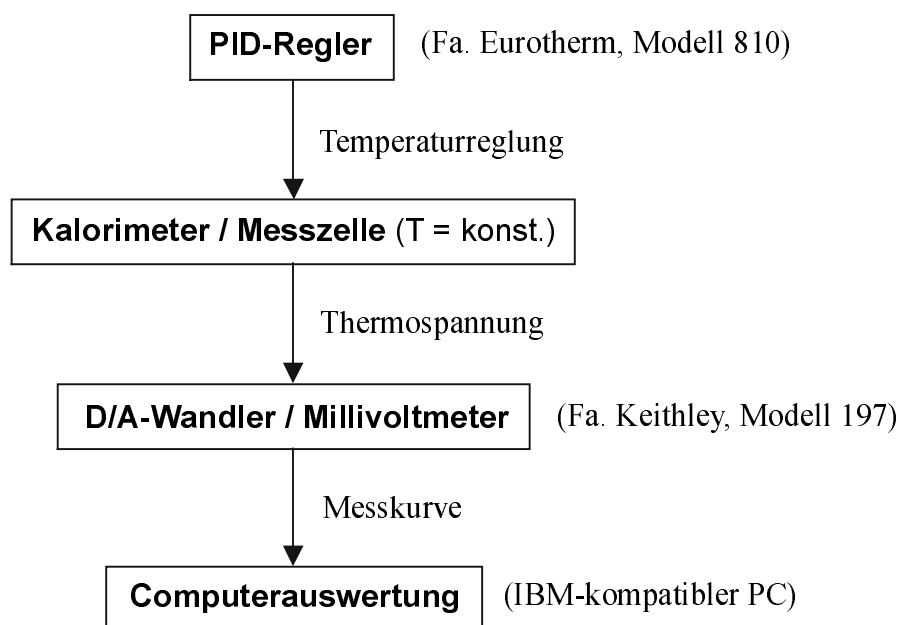 PID-Regler (Fa. Eurotherm, Modell 810)
Temperaturreglung
Kalorimeter / Messzelle (T = konst.)
Thermospannung
D/A-Wandler / Millivoltmeter (Fa. Keithley, Modell 197)
Messkurve
Computerauswertung (IBM-kompatibler PC)